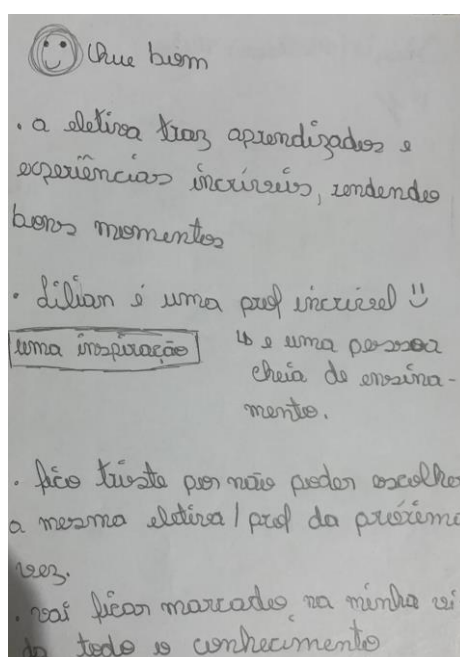 Que bom
• a eletiva traz aprendizados e
experiências incríveis, rendendo
bons momentos
• Lilian é uma prof incrível
uma inspiração
↳ e uma pessoa
cheia de ensina-
mento.
• fico triste por não poder escolher
a mesma eletiva/prof da próxima
vez.
• vai ficar marcado na minha vi
da todo o conhecimento